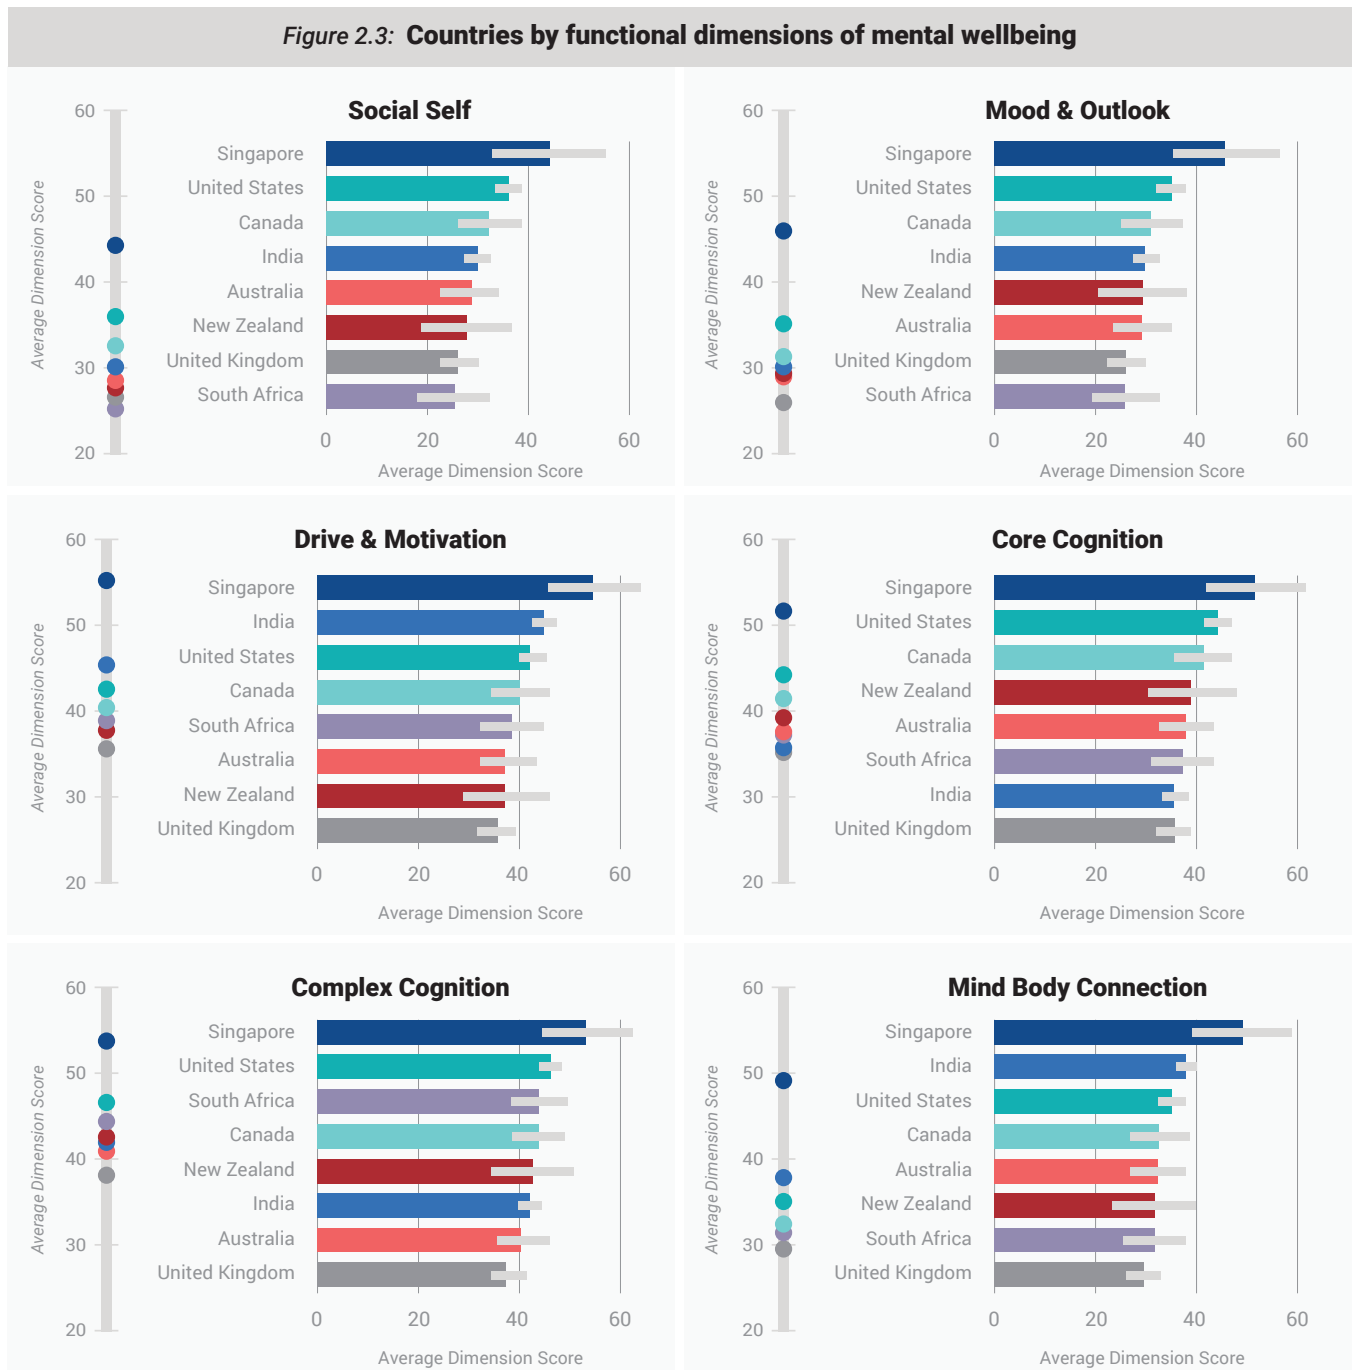 Figure 2.3: Countries by functional dimensions of mental wellbeing
Social Self
60
50
40
30
20
Average Dimension Score
Singapore
United States
Canada
India
Australia
New Zealand
United Kingdom
South Africa
0 20 40 60
Average Dimension Score
Mood & Outlook
60
50
40
30
20
Average Dimension Score
Singapore
United States
Canada
India
New Zealand
Australia
United Kingdom
South Africa
0 20 40 60
Average Dimension Score
Drive & Motivation
60
50
40
30
20
Average Dimension Score
Singapore
India
United States
Canada
South Africa
Australia
New Zealand
United Kingdom
0 20 40 60
Average Dimension Score
Core Cognition
60
50
40
30
20
Average Dimension Score
Singapore
United States
Canada
New Zealand
Australia
South Africa
India
United Kingdom
0 20 40 60
Average Dimension Score
Complex Cognition
60
50
40
30
20
Average Dimension Score
Singapore
United States
South Africa
Canada
New Zealand
India
Australia
United Kingdom
0 20 40 60
Average Dimension Score
Mind Body Connection
60
50
40
30
20
Average Dimension Score
Singapore
India
United States
Canada
Australia
New Zealand
South Africa
United Kingdom
0 20 40 60
Average Dimension Score